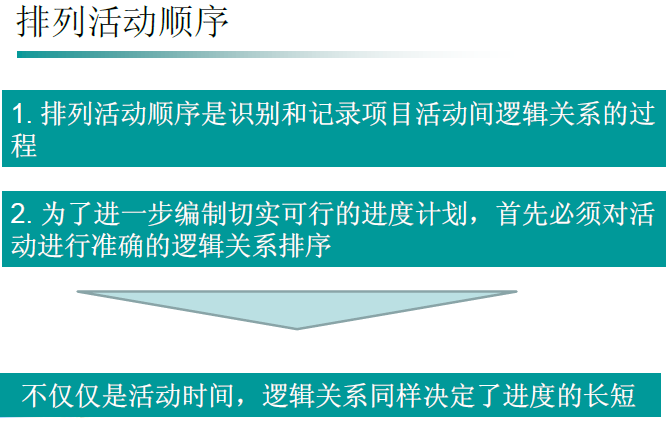 排列活动顺序
1. 排列活动顺序是识别和记录项目活动间逻辑关系的过
程
2. 为了进一步编制切实可行的进度计划，首先必须对活
动进行准确的逻辑关系排序
不仅仅是活动时间，逻辑关系同样决定了进度的长短